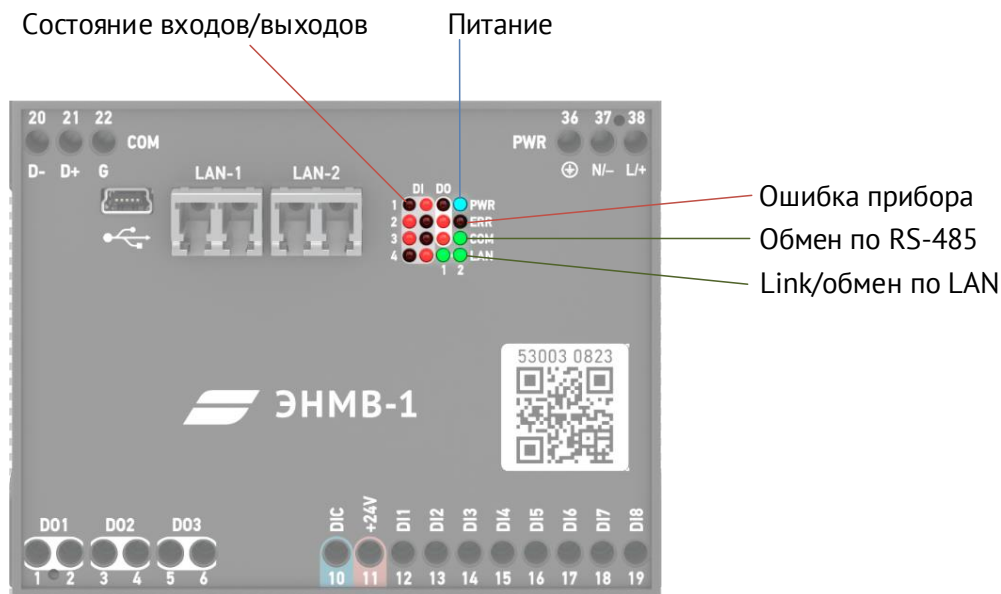 Состояние входов/выходов
Питание
20 21 22
COM
D- D+ G
PWR
36 37 38
N/– L/+
LAN-1
LAN-2
DI DO
1
PWR
2
ERR
3
COM
4
LAN
1 2
Ошибка прибора
Обмен по RS-485
Link/обмен по LAN
53003 0823
ЭНМВ-1
DO1 DO2 DO3
DIC +24V DI1 DI2 DI3 DI4 DI5 DI6 DI7 DI8
1 2 3 4 5 6
10 11 12 13 14 15 16 17 18 19